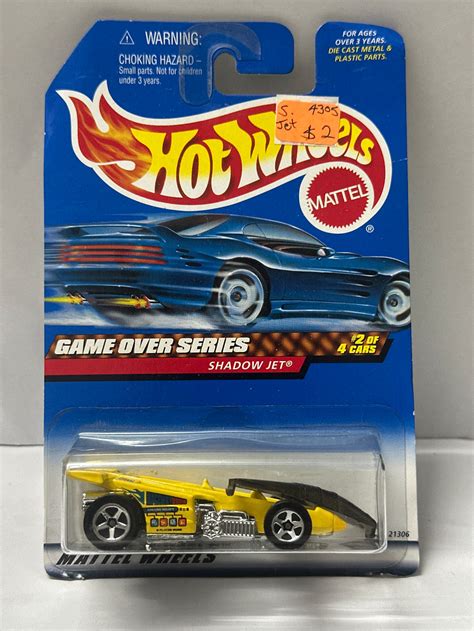 WARNING:
CHOKING HAZARD –
Small parts. Not for children
under 3 years.
FOR AGES
OVER 3 YEARS.
DIE CAST METAL &
PLASTIC PARTS.
S. 4305
Jet $2
HOT WHEELS
MATTEL
®
GAME OVER SERIES
#2 OF
4 CARS
SHADOW JET®
21306
MATTEL WHEELS